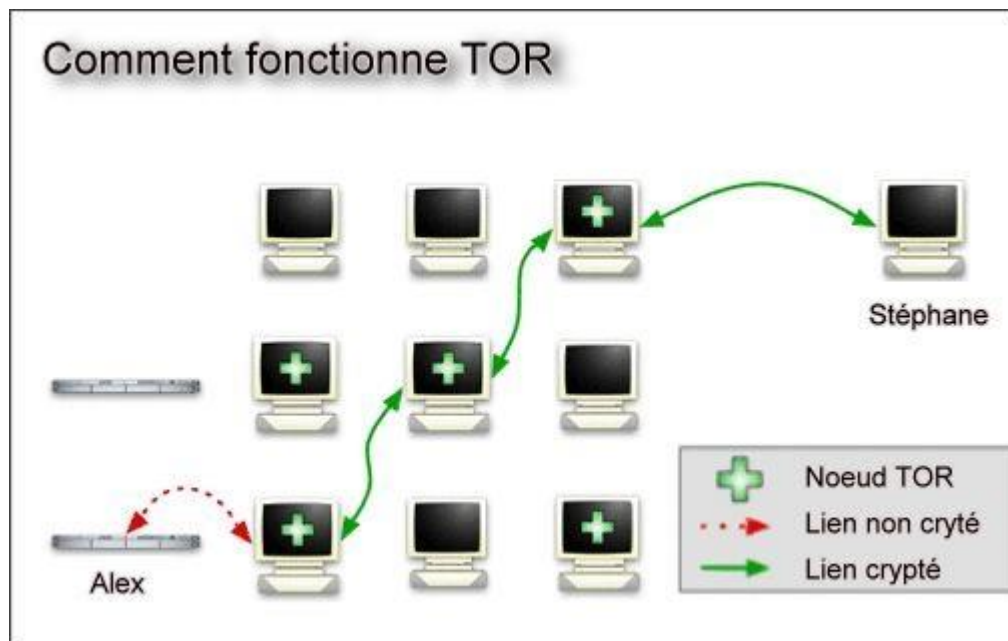 Comment fonctionne TOR
Stéphane
Alex
Noeud TOR
Lien non cryté
Lien crypté